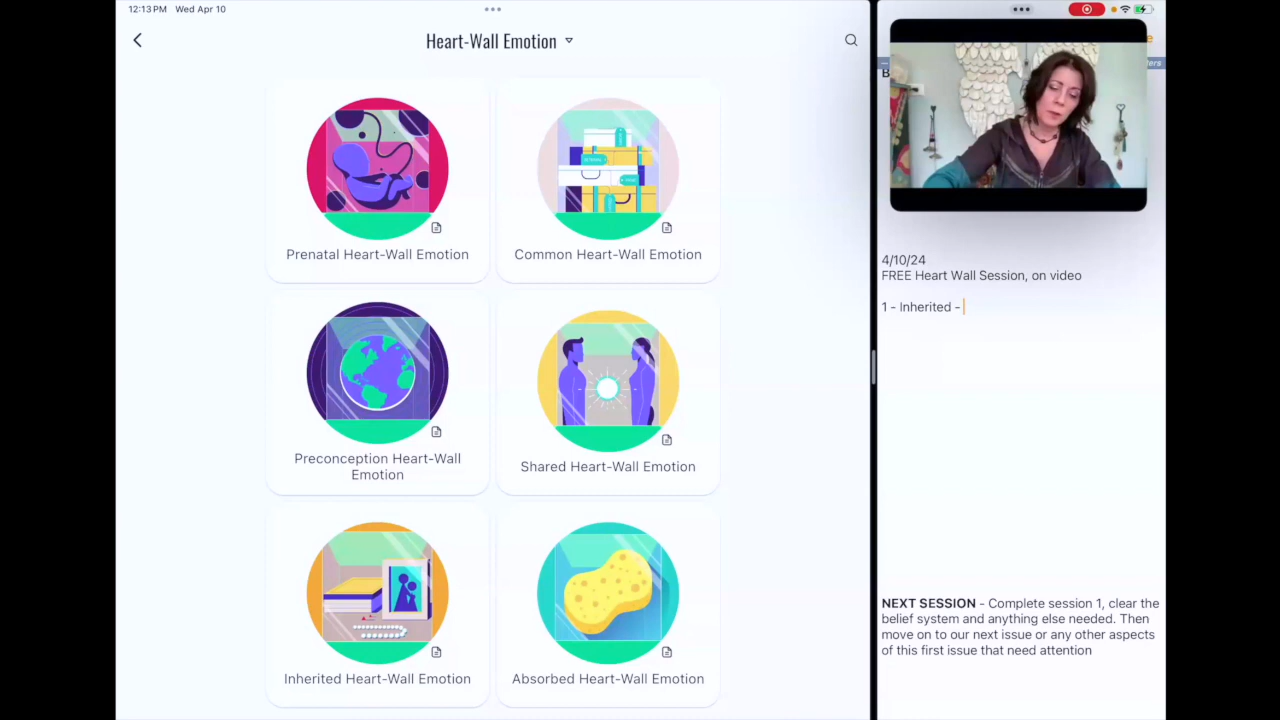 12:13 PM Wed Apr 10
Heart-Wall Emotion
Prenatal Heart-Wall Emotion
Common Heart-Wall Emotion
Preconception Heart-Wall
Emotion
Shared Heart-Wall Emotion
Inherited Heart-Wall Emotion
Absorbed Heart-Wall Emotion
4/10/24
FREE Heart Wall Session, on video
1 - Inherited -
NEXT SESSION - Complete session 1, clear the
belief system and anything else needed. Then
move on to our next issue or any other aspects
of this first issue that need attention